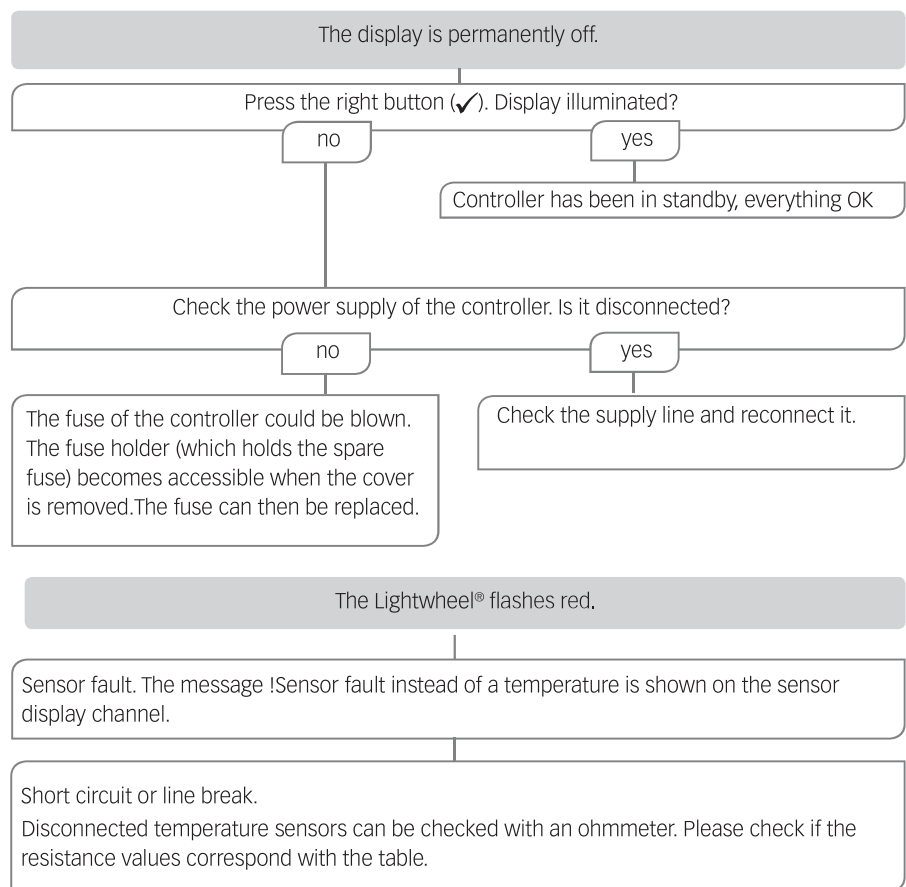 The display is permanently off.
Press the right button (✓). Display illuminated?
no
yes
Controller has been in standby, everything OK
Check the power supply of the controller. Is it disconnected?
no
yes
The fuse of the controller could be blown.
The fuse holder (which holds the spare
fuse) becomes accessible when the cover
is removed.The fuse can then be replaced.
Check the supply line and reconnect it.
The Lightwheel® flashes red.
Sensor fault. The message !Sensor fault instead of a temperature is shown on the sensor
display channel.
Short circuit or line break.
Disconnected temperature sensors can be checked with an ohmmeter. Please check if the
resistance values correspond with the table.